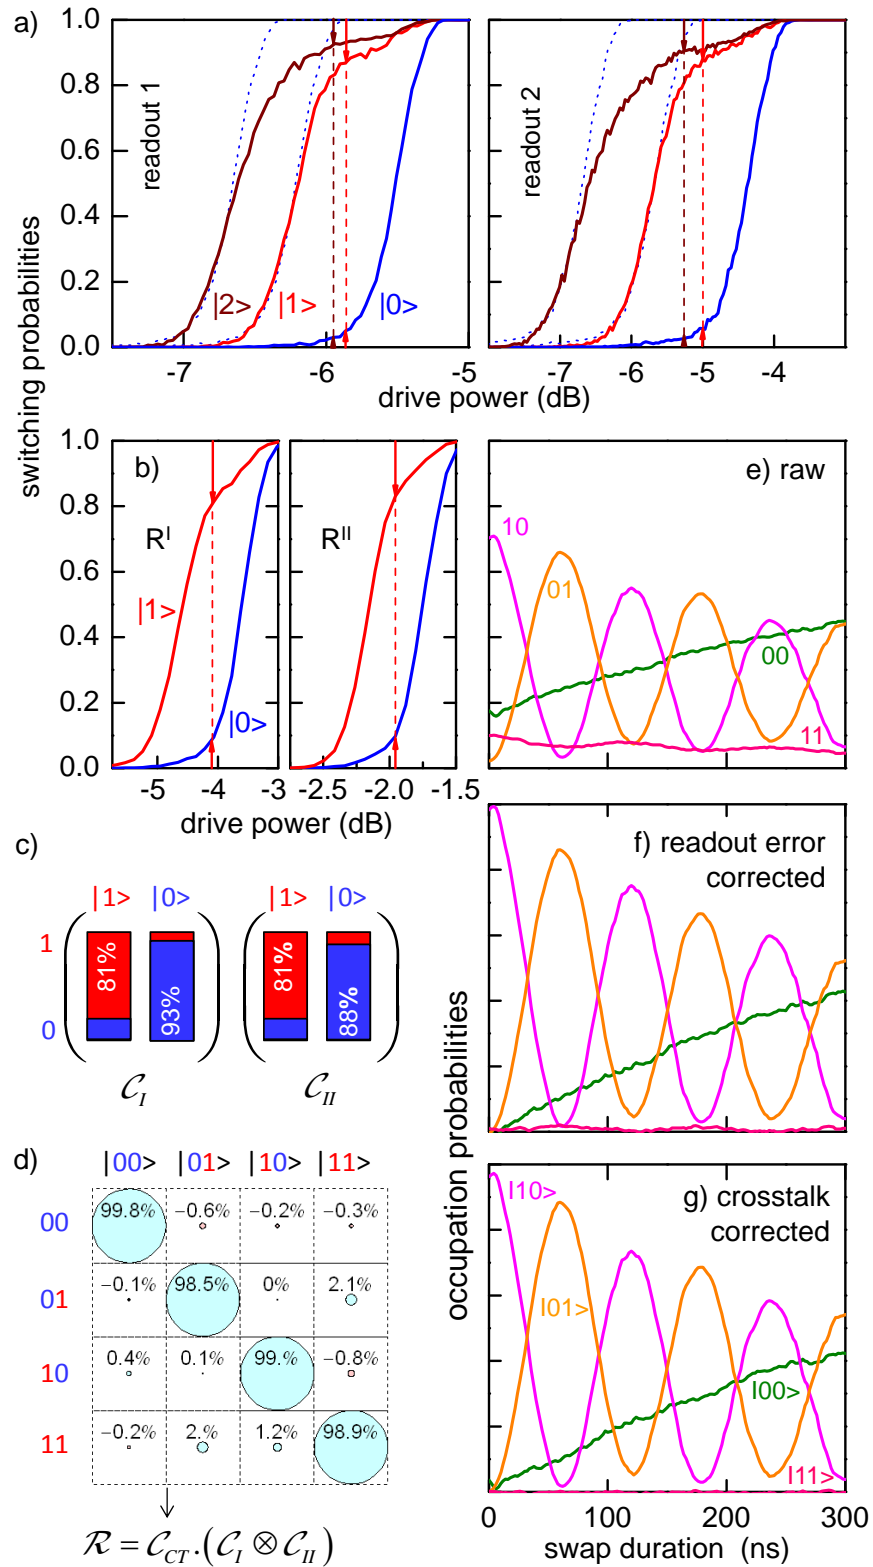 a)
switching probabilities
1.0
0.8
0.6
0.4
0.2
0.0
readout 1
|2>
|1>
|0>
-7
-6
-5
readout 2
-7
-6
-5
-4
drive power (dB)
b)
1.0
0.8
0.6
0.4
0.2
0.0
R^I
|1>
|0>
-5
-4
-3
R^II
-2.5
-2.0
-1.5
drive power (dB)
c)
|1> |0> |1> |0>
1
0
81%
93%
81%
88%
C_I
C_II
d)
|00> |01> |10> |11>
00 99.8% −0.6% −0.2% −0.3%
01 −0.1% 98.5% 0% 2.1%
10 0.4% 0.1% 99.% −0.8%
11 −0.2% 2.% 1.2% 98.9%
R = C_CT.(C_I ⊗ C_II)
e) raw
10
01
00
11
occupation probabilities
f) readout error
corrected
g) crosstalk
corrected
|10>
|01>
|00>
|11>
0
100
200
300
swap duration (ns)